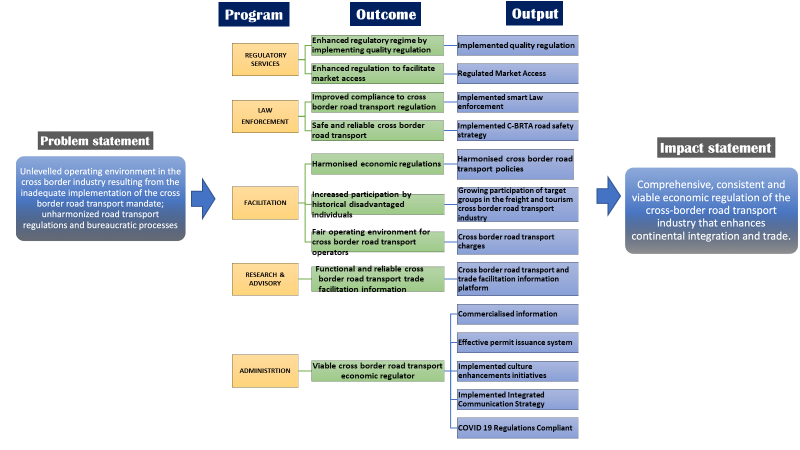 Program
Outcome
Output
Problem statement
Unlevelled operating environment in the
cross border industry resulting from the
inadequate implementation of the cross
border road transport mandate;
unharmonized road transport
regulations and bureaucratic processes
REGULATORY
SERVICES
Enhanced regulatory regime by
implementing quality regulation
Implemented quality regulation
Enhanced regulation to facilitate
market access
Regulated Market Access
LAW
ENFORCEMENT
Improved compliance to cross
border road transport regulation
Implemented smart Law
enforcement
Safe and reliable cross border
road transport
Implemented C-BRTA road safety
strategy
FACILITATION
Harmonised economic regulations
Harmonised cross border road
transport policies
Increased participation by
historical disadvantaged
individuals
Growing participation of target
groups in the freight and tourism
cross border road transport
industry
Fair operating environment for
cross border road transport
operators
Cross border road transport
charges
RESEARCH &
ADVISORY
Functional and reliable cross
border road transport trade
facilitation information
Cross border road transport and
trade facilitation information
platform
ADMINISTRTION
Viable cross border road transport
economic regulator
Commercialised information
Effective permit issuance system
Implemented culture
enhancements initiatives
Implemented Integrated
Communication Strategy
COVID 19 Regulations Compliant
Impact statement
Comprehensive, consistent and
viable economic regulation of the
cross-border road transport
industry that enhances
continental integration and trade.